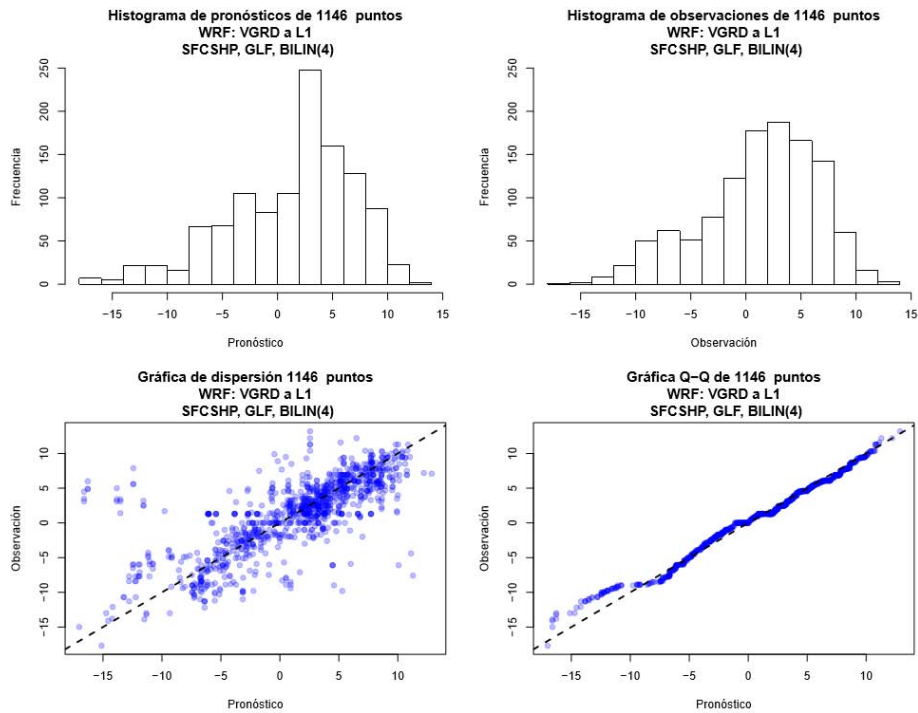 Histograma de pronósticos de 1146 puntos
WRF: VGRD a L1
SFCSHP, GLF, BILIN(4)
Frecuencia
0
50
100
150
200
250
−15
−10
−5
0
5
10
15
Pronóstico
Histograma de observaciones de 1146 puntos
WRF: VGRD a L1
SFCSHP, GLF, BILIN(4)
Frecuencia
0
50
100
150
200
250
−15
−10
−5
0
5
10
15
Observación
Gráfica de dispersión 1146 puntos
WRF: VGRD a L1
SFCSHP, GLF, BILIN(4)
Observación
−15
−10
−5
0
5
10
−15
−10
−5
0
5
10
Pronóstico
Gráfica Q−Q de 1146 puntos
WRF: VGRD a L1
SFCSHP, GLF, BILIN(4)
Observación
−15
−10
−5
0
5
10
−15
−10
−5
0
5
10
Pronóstico